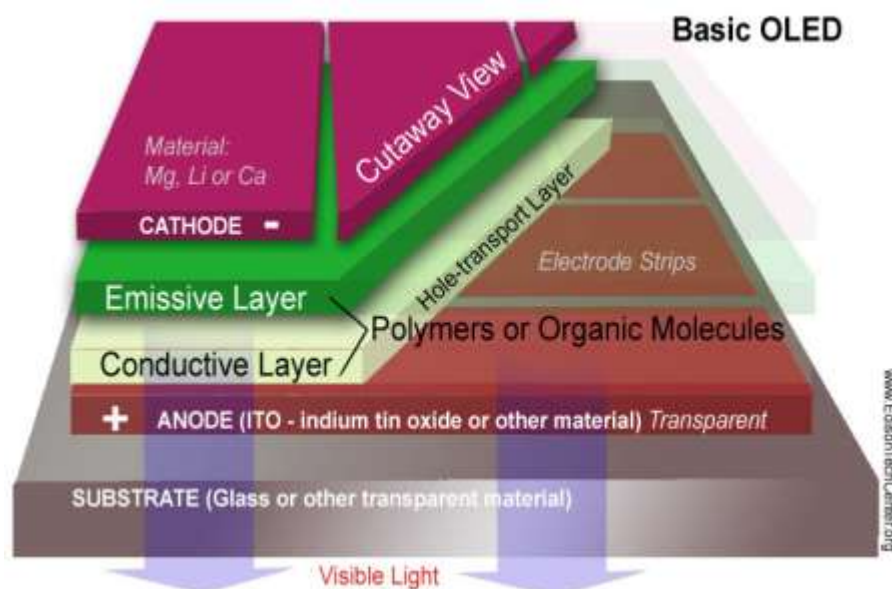 Basic OLED
Cutaway View
Material:
Mg, Li or Ca
CATHODE -
Hole-transport Layer
Electrode Strips
Emissive Layer
Polymers or Organic Molecules
Conductive Layer
+ ANODE (ITO - indium tin oxide or other material) Transparent
SUBSTRATE (Glass or other transparent material)
Visible Light
www.EdisonTechCenter.org